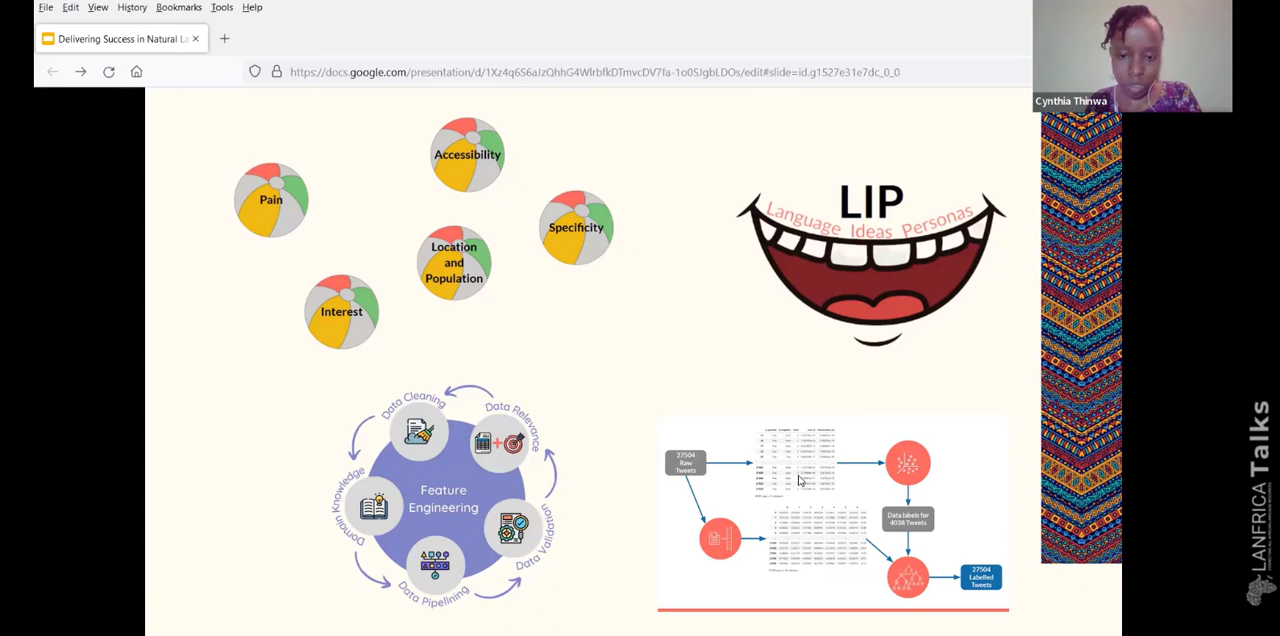 File Edit View History Bookmarks Tools Help
Delivering Success in Natural La
https://docs.google.com/presentation/d/1Xz4q6S6aJzQhhG4WlrbfkDTmvcDV7fa-1o0SJgbLDOs/edit#slide=id.g1527e31e7dc_0_0
Cynthia Thinwa
Accessibility
Pain
Specificity
Location
and
Population
Interest
LIP
Language Ideas Personas
Data Cleaning
Data Relevance
Domain Knowledge
Data Validation
Data Pipelining
Feature
Engineering
27504
Raw
Tweets
Data labels for
4038 Tweets
27504
Labelled
Tweets
LANFRICA Talks